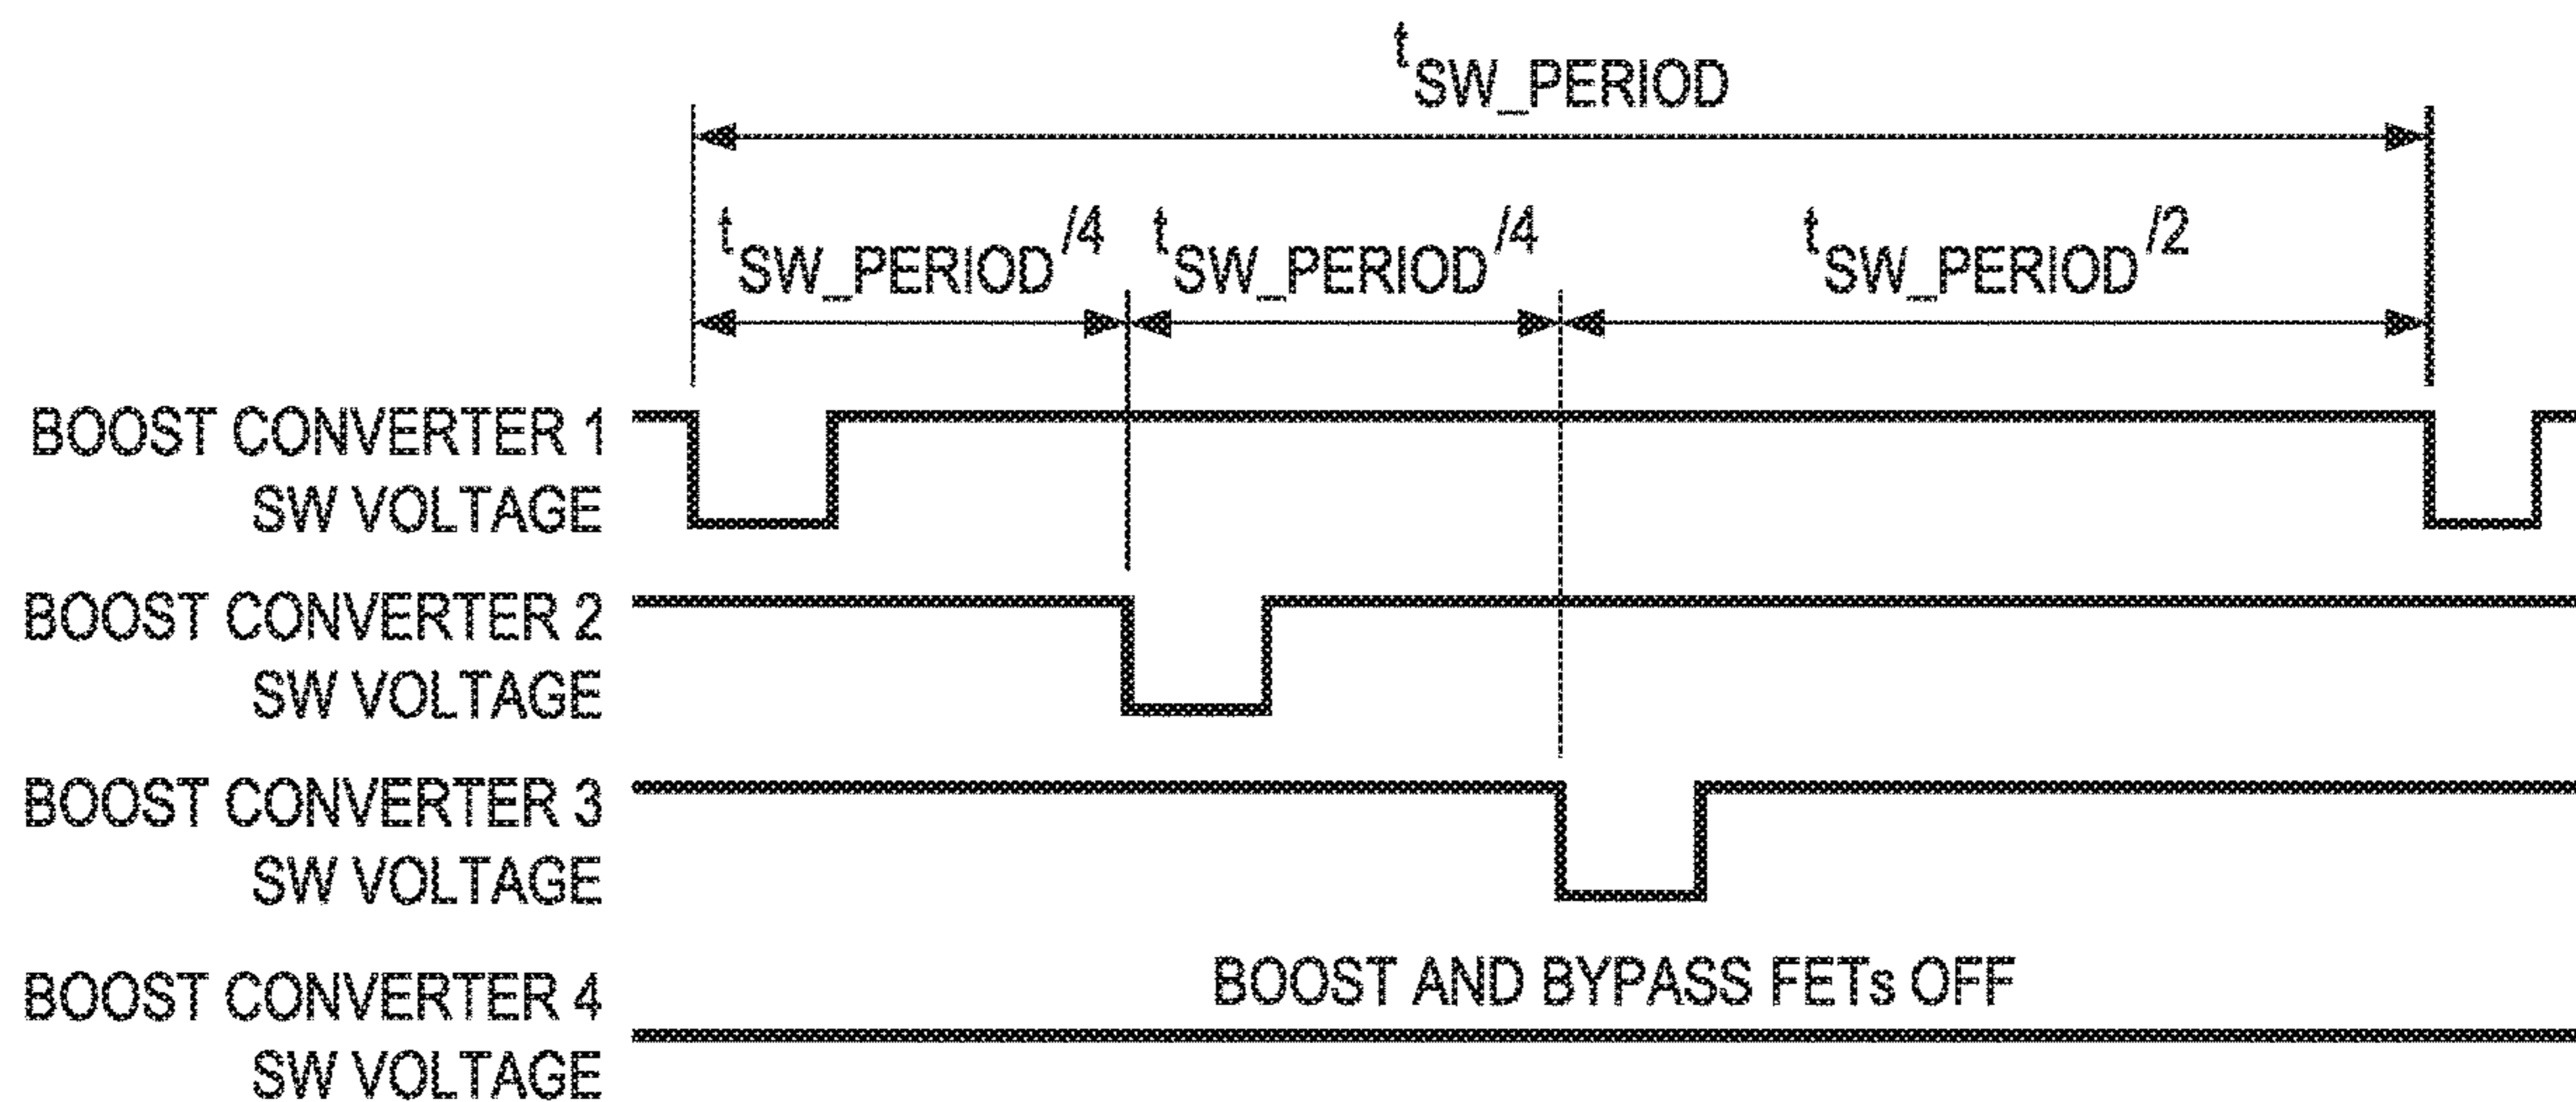 tSW_PERIOD
tSW_PERIOD/4 tSW_PERIOD/4 tSW_PERIOD/2
BOOST CONVERTER 1
SW VOLTAGE
BOOST CONVERTER 2
SW VOLTAGE
BOOST CONVERTER 3
SW VOLTAGE
BOOST AND BYPASS FETs OFF
BOOST CONVERTER 4
SW VOLTAGE